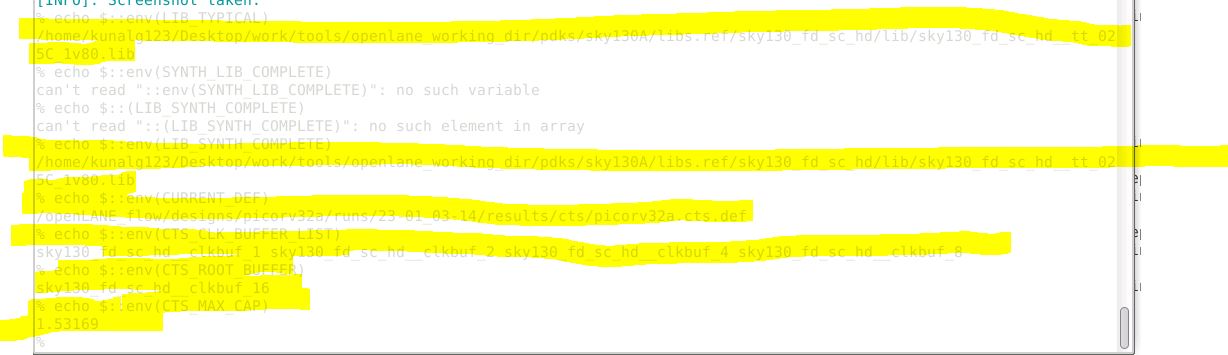 [INFO]: Screenshot taken.
% echo $::env(LIB_TYPICAL)
/home/kunalg123/Desktop/work/tools/openlane_working_dir/pdks/sky130A/libs.ref/sky130_fd_sc_hd/lib/sky130_fd_sc_hd__tt_02
5C_1v80.lib
% echo $::env(SYNTH_LIB_COMPLETE)
can't read "::env(SYNTH_LIB_COMPLETE)": no such variable
% echo $::(LIB_SYNTH_COMPLETE)
can't read "::(LIB_SYNTH_COMPLETE)": no such element in array
% echo $::env(LIB_SYNTH_COMPLETE)
/home/kunalg123/Desktop/work/tools/openlane_working_dir/pdks/sky130A/libs.ref/sky130_fd_sc_hd/lib/sky130_fd_sc_hd__tt_02
5C_1v80.lib
% echo $::env(CURRENT_DEF)
/openLANE_flow/designs/picorv32a/runs/23-01_03-14/results/cts/picorv32a.cts.def
% echo $::env(CTS_CLK_BUFFER_LIST)
sky130_fd_sc_hd__clkbuf_1 sky130_fd_sc_hd__clkbuf_2 sky130_fd_sc_hd__clkbuf_4 sky130_fd_sc_hd__clkbuf_8
% echo $::env(CTS_ROOT_BUFFER)
sky130_fd_sc_hd__clkbuf_16
% echo $::env(CTS_MAX_CAP)
1.53169
%